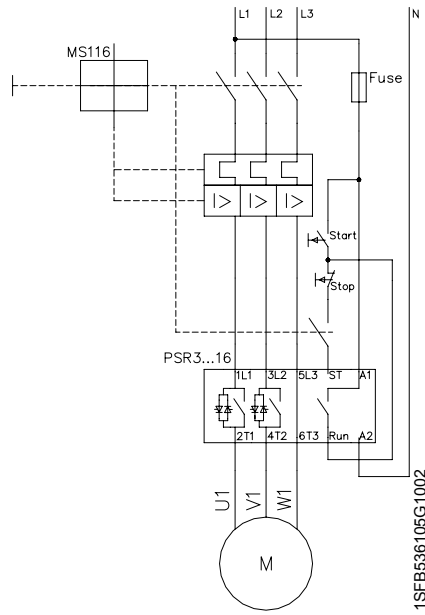 L1 L2 L3 N
MS116
Fuse
I> I> I>
Start
Stop
PSR3...16
1L1 3L2 5L3 ST A1
2T1 4T2 6T3 Run A2
U1 V1 W1
M
1SFB536105G1002